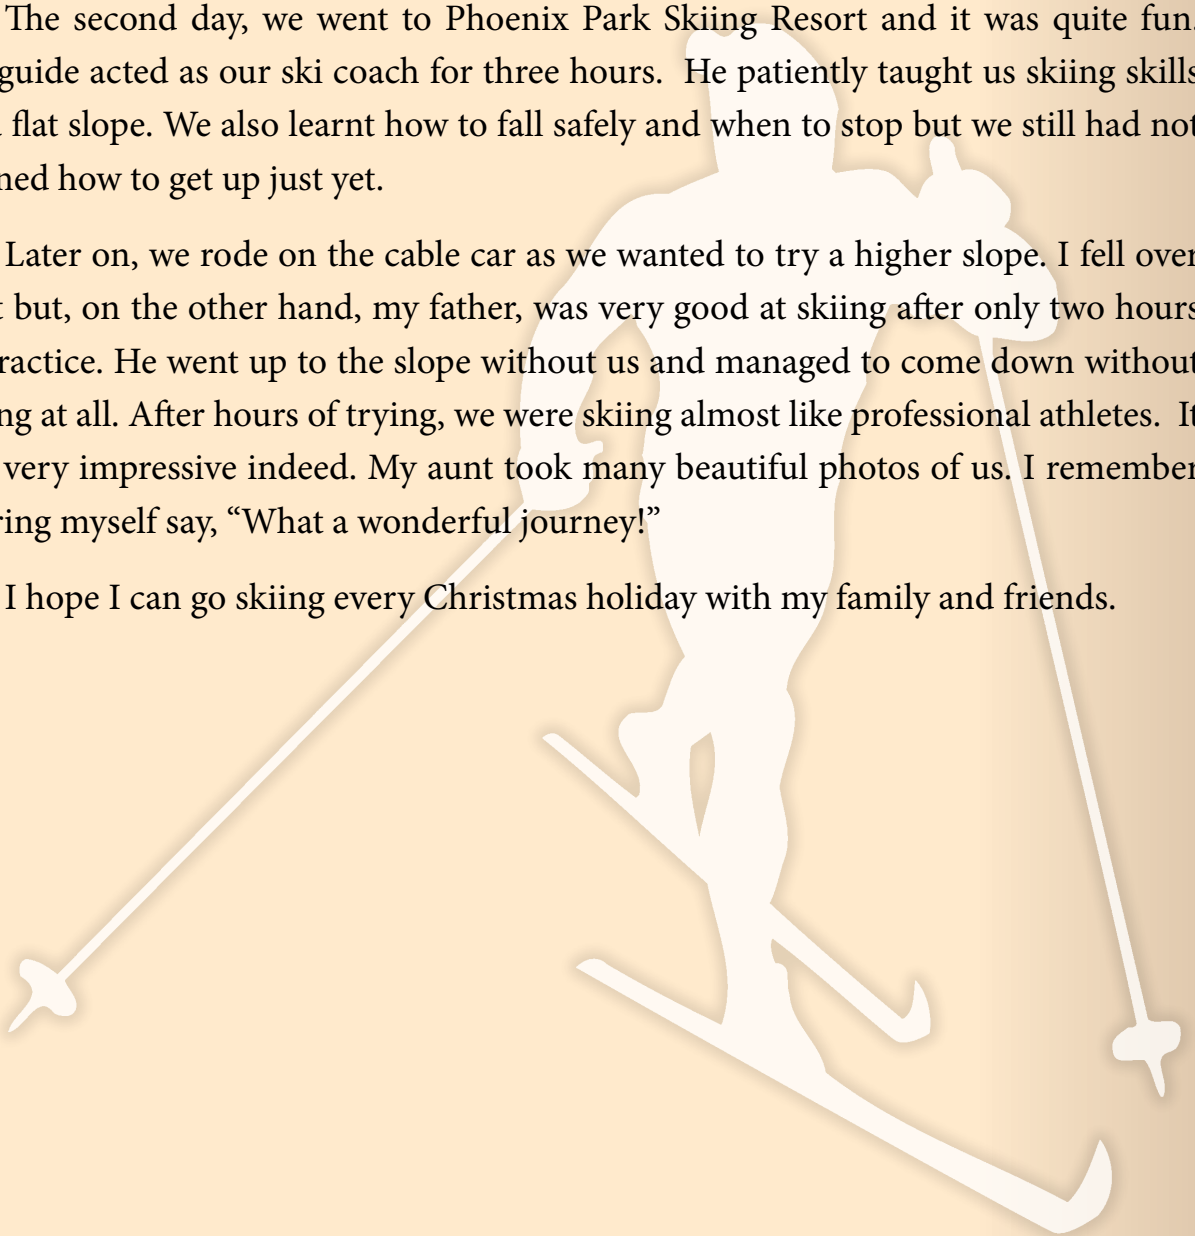 The second day, we went to Phoenix Park Skiing Resort and it was quite fun.
guide acted as our ski coach for three hours. He patiently taught us skiing skills
flat slope. We also learnt how to fall safely and when to stop but we still had not
ned how to get up just yet.
Later on, we rode on the cable car as we wanted to try a higher slope. I fell over
but, on the other hand, my father, was very good at skiing after only two hours
ractice. He went up to the slope without us and managed to come down without
ng at all. After hours of trying, we were skiing almost like professional athletes. It
very impressive indeed. My aunt took many beautiful photos of us. I remember
ring myself say, “What a wonderful journey!”
I hope I can go skiing every Christmas holiday with my family and friends.